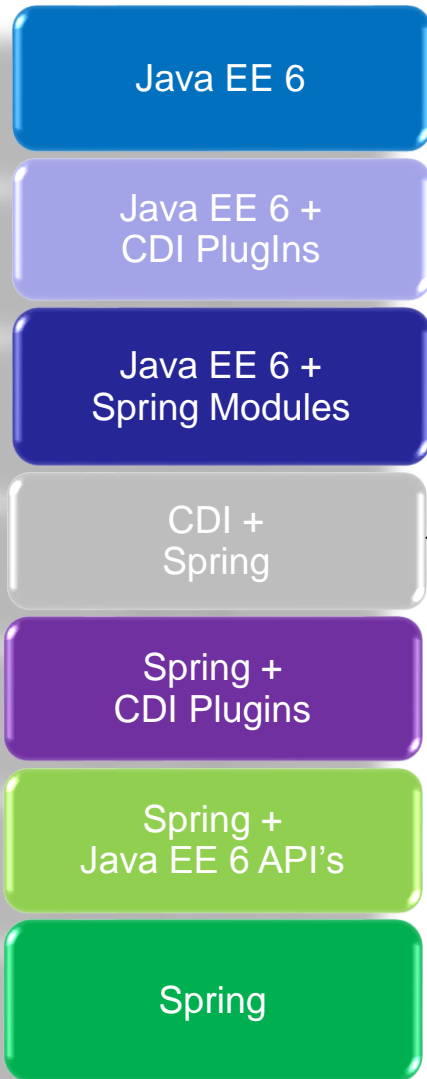 Java EE 6
Java EE 6 +
CDI PlugIns
Java EE 6 +
Spring Modules
CDI +
Spring
Spring +
CDI Plugins
Spring +
Java EE 6 API's
Spring